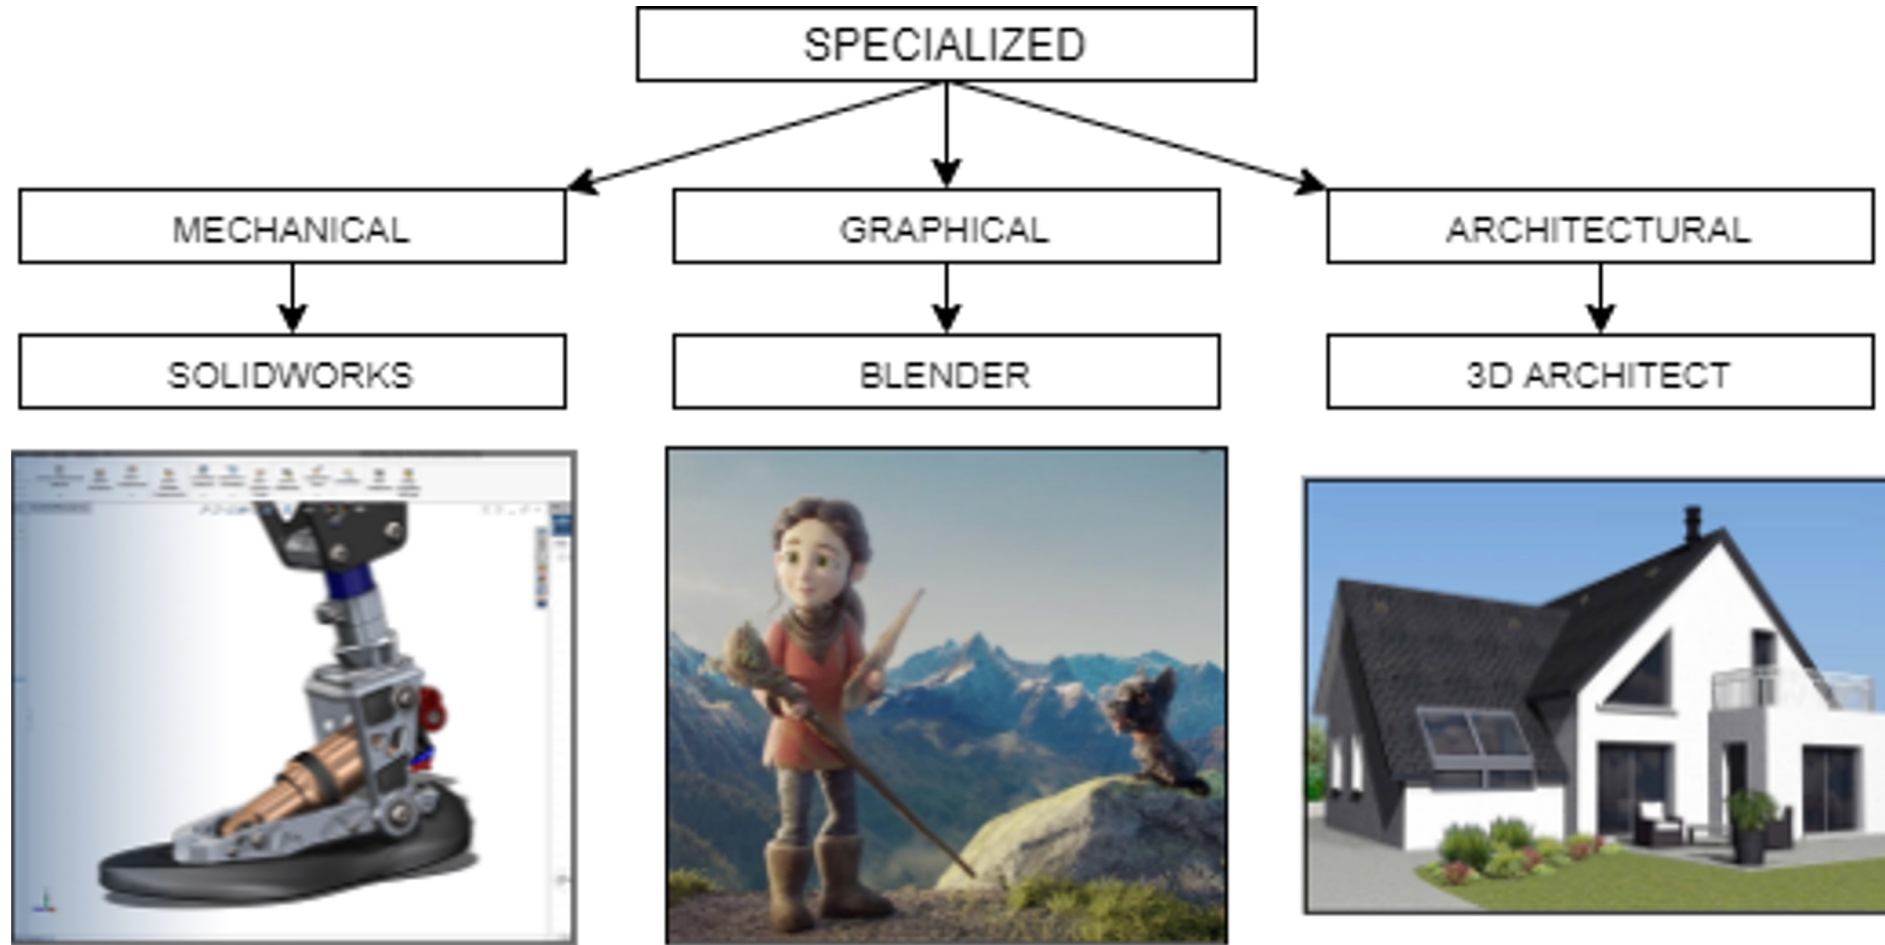 SPECIALIZED
MECHANICAL
GRAPHICAL
ARCHITECTURAL
SOLIDWORKS
BLENDER
3D ARCHITECT